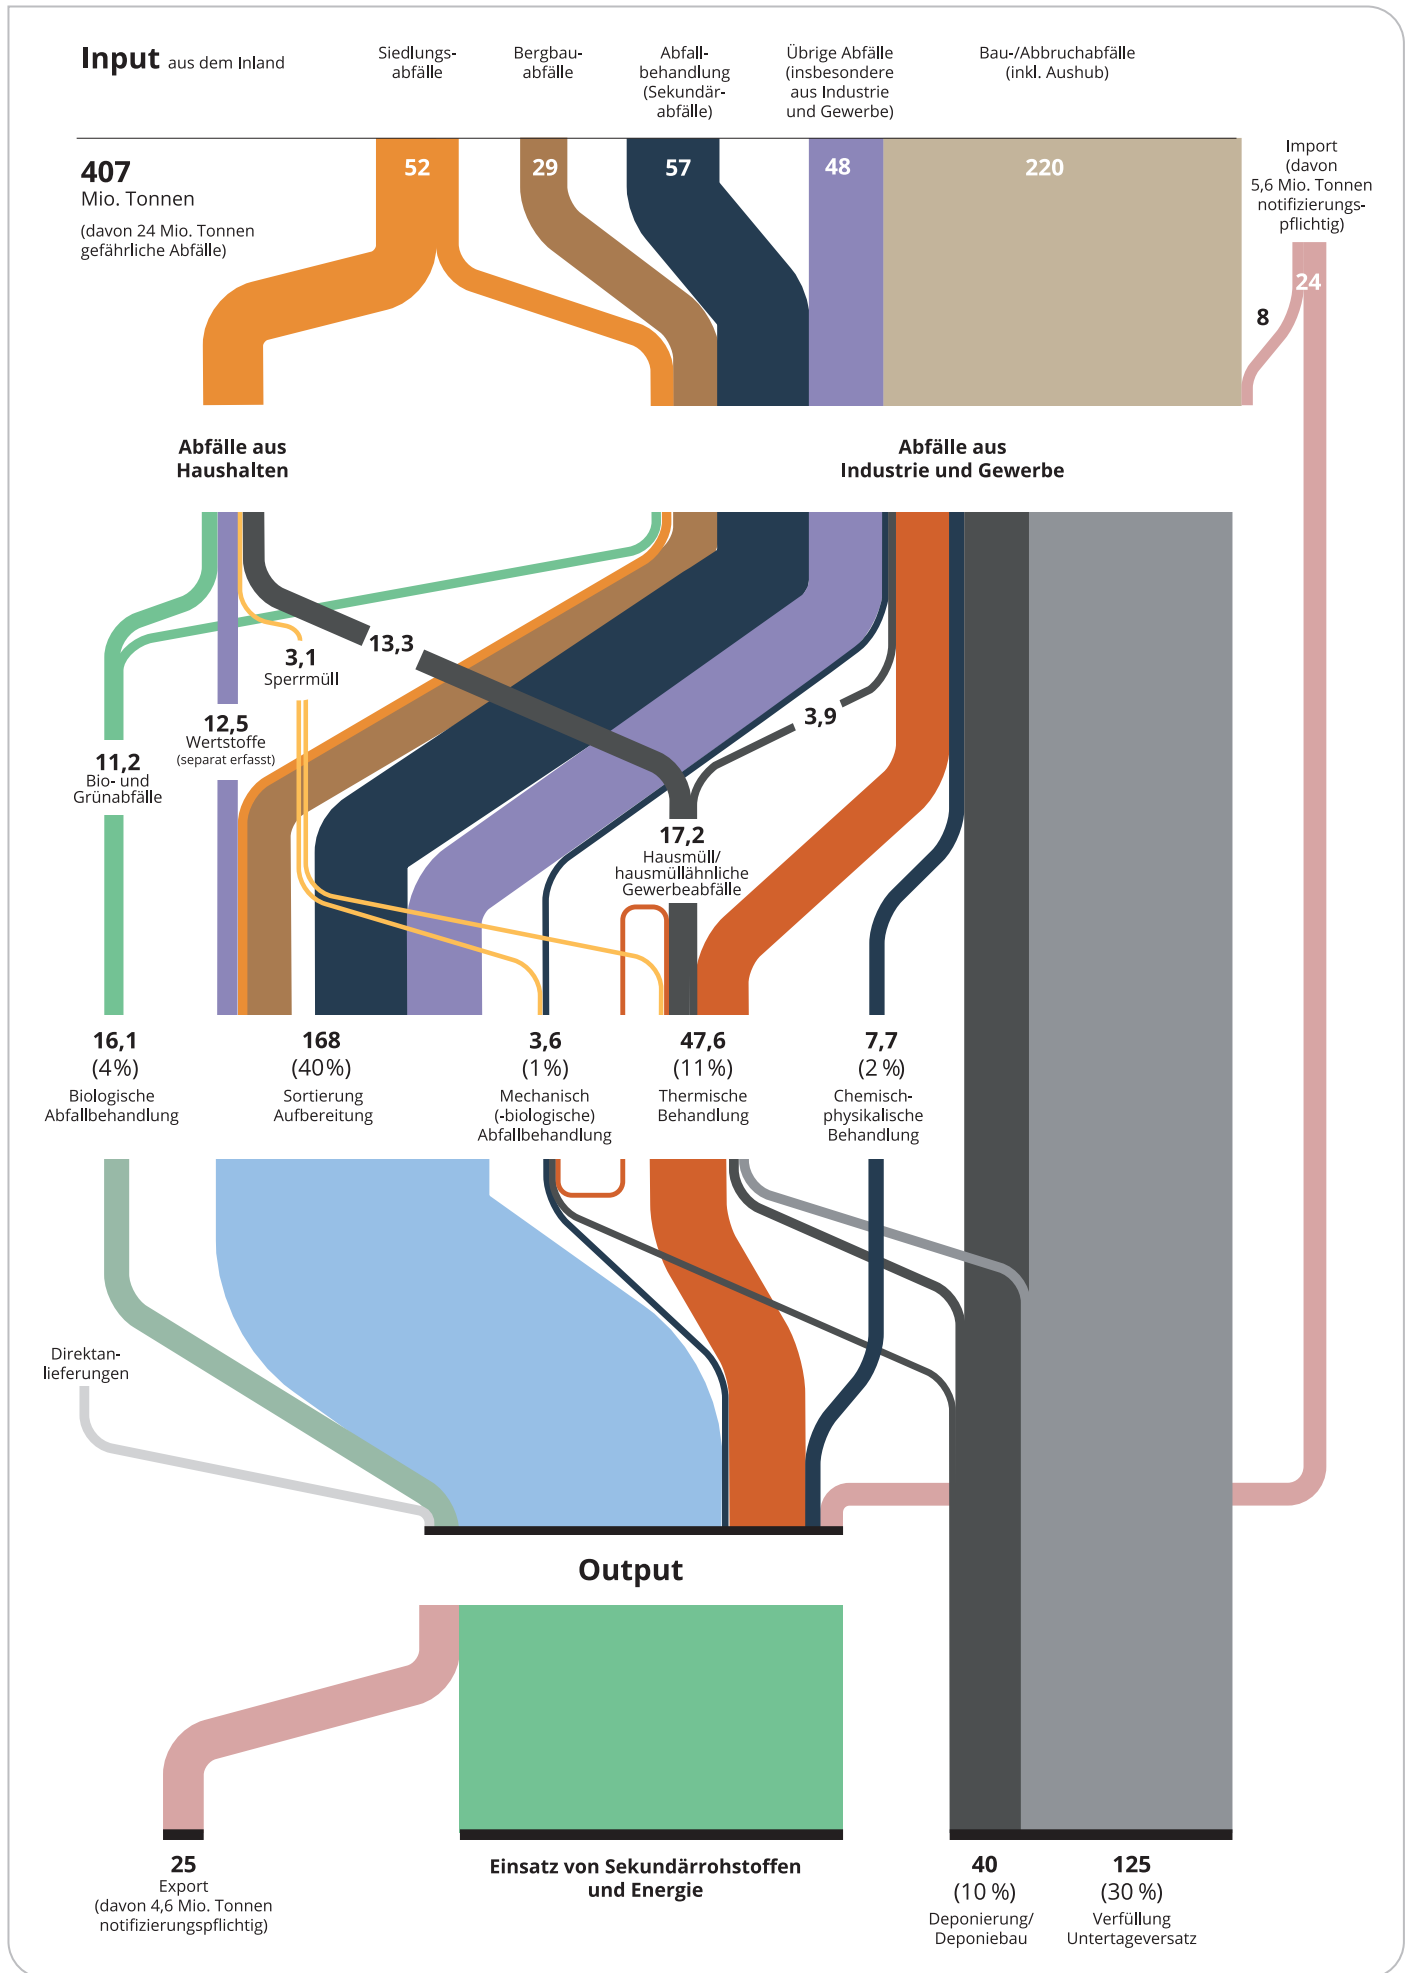 Input aus dem Inland
Siedlungs-
abfälle
Bergbau-
abfälle
Abfall-
behandlung
(Sekundär-
abfälle)
Übrige Abfälle
(insbesondere
aus Industrie
und Gewerbe)
Bau-/Abbruchabfälle
(inkl. Aushub)
Import
(davon
5,6 Mio. Tonnen
notifizierungs-
pflichtig)
407
Mio. Tonnen
(davon 24 Mio. Tonnen
gefährliche Abfälle)
52
29
57
48
220
24
8
Abfälle aus
Haushalten
Abfälle aus
Industrie und Gewerbe
13,3
3,1
Sperrmüll
3,9
12,5
Wertstoffe
(separat erfasst)
11,2
Bio- und
Grünabfälle
17,2
Hausmüll/
hausmüllähnliche
Gewerbeabfälle
16,1
(4%)
Biologische
Abfallbehandlung
168
(40%)
Sortierung
Aufbereitung
3,6
(1%)
Mechanisch
(-biologische)
Abfallbehandlung
47,6
(11%)
Thermische
Behandlung
7,7
(2 %)
Chemisch-
physikalische
Behandlung
Direktan-
lieferungen
Output
25
Export
(davon 4,6 Mio. Tonnen
notifizierungspflichtig)
Einsatz von Sekundärrohstoffen
und Energie
40
(10 %)
Deponierung/
Deponiebau
125
(30 %)
Verfüllung
Untertageversatz